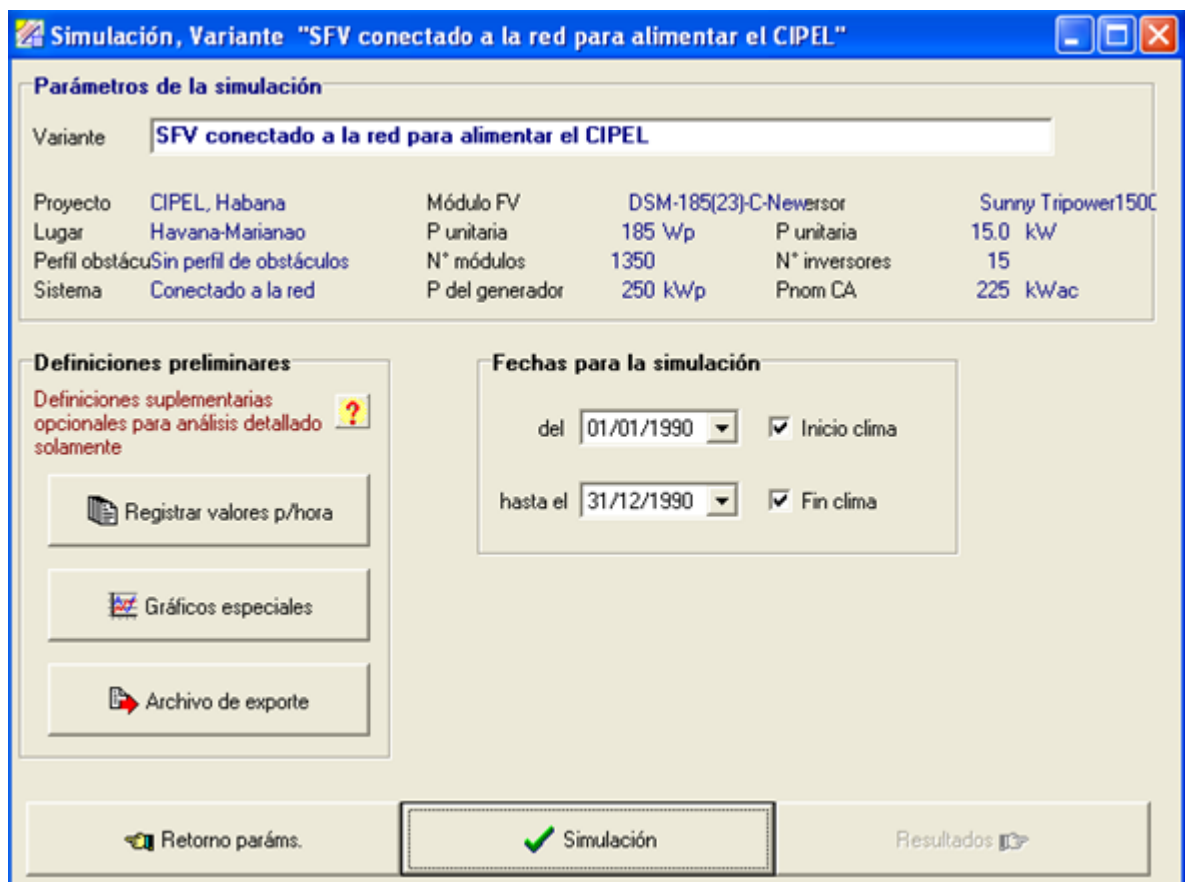 Simulación, Variante "SFV conectado a la red para alimentar el CIPEL"
Parámetros de la simulación
Variante SFV conectado a la red para alimentar el CIPEL
Proyecto CIPEL, Habana Módulo FV DSM-185(23)-C-Newersor Sunny Tripower1500
Lugar Havana-Marianao P unitaria 185 Wp P unitaria 15.0 kW
Perfil obstácuSin perfil de obstáculos N° módulos 1350 N° inversores 15
Sistema Conectado a la red P del generador 250 kWp Pnom CA 225 kWac
Definiciones preliminares
Definiciones suplementarias
opcionales para análisis detallado
solamente
?
Registrar valores p/hora
Gráficos especiales
Archivo de exporte
Fechas para la simulación
del 01/01/1990 Inicio clima
hasta el 31/12/1990 Fin clima
Retorno paráms. Simulación Resultados